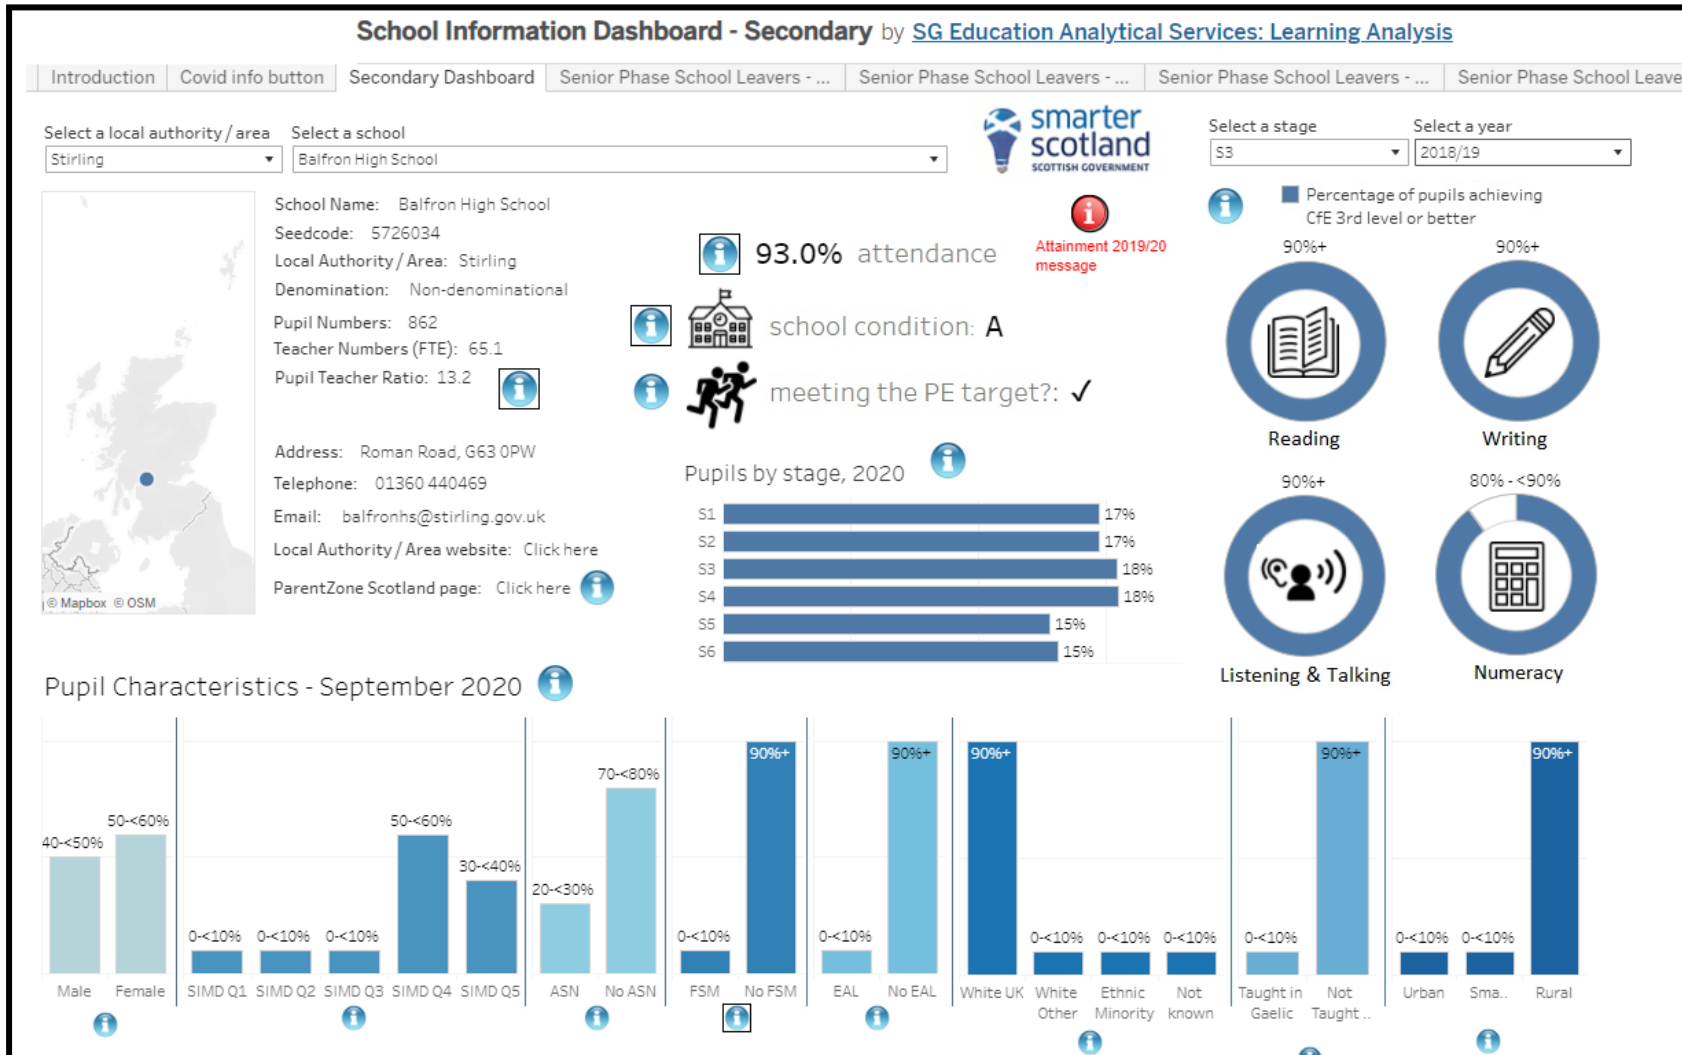 School Information Dashboard - Secondary by SG Education Analytical Services: Learning Analysis
Introduction Covid info button Secondary Dashboard Senior Phase School Leavers - ... Senior Phase School Leavers - ... Senior Phase School Leavers - ... Senior Phase School Leave
Select a local authority / area Select a school
Stirling Balfron High School
smarter
scotland
SCOTTISH GOVERNMENT
Select a stage Select a year
S3 2018/19
School Name: Balfron High School
Seedcode: 5726034
Local Authority / Area: Stirling
Denomination: Non-denominational
Pupil Numbers: 862
Teacher Numbers (FTE): 65.1
Pupil Teacher Ratio: 13.2
Address: Roman Road, G63 0PW
Telephone: 01360 440469
Email: balfronhs@stirling.gov.uk
Local Authority / Area website: Click here
ParentZone Scotland page: Click here
© Mapbox © OSM
93.0% attendance
Attainment 2019/20
message
school condition: A
meeting the PE target?: ✓
Pupils by stage, 2020
S1 17%
S2 17%
S3 18%
S4 18%
S5 15%
S6 15%
Percentage of pupils achieving
CfE 3rd level or better
90%+ 90%+
Reading Writing
90%+ 80% - <90%
Listening & Talking Numeracy
Pupil Characteristics - September 2020
40-<50% 50-<60%
Male Female
0-<10% 0-<10% 0-<10% 50-<60% 30-<40%
SIMD Q1 SIMD Q2 SIMD Q3 SIMD Q4 SIMD Q5
20-<30% 70-<80%
ASN No ASN
0-<10% 90%+
FSM No FSM
0-<10% 90%+
EAL No EAL
90%+ 0-<10% 0-<10% 0-<10%
White UK White Ethnic Not
Other Minority known
0-<10% 90%+
Taught in Not
Gaelic Taught ..
0-<10% 0-<10% 90%+
Urban Sma.. Rural